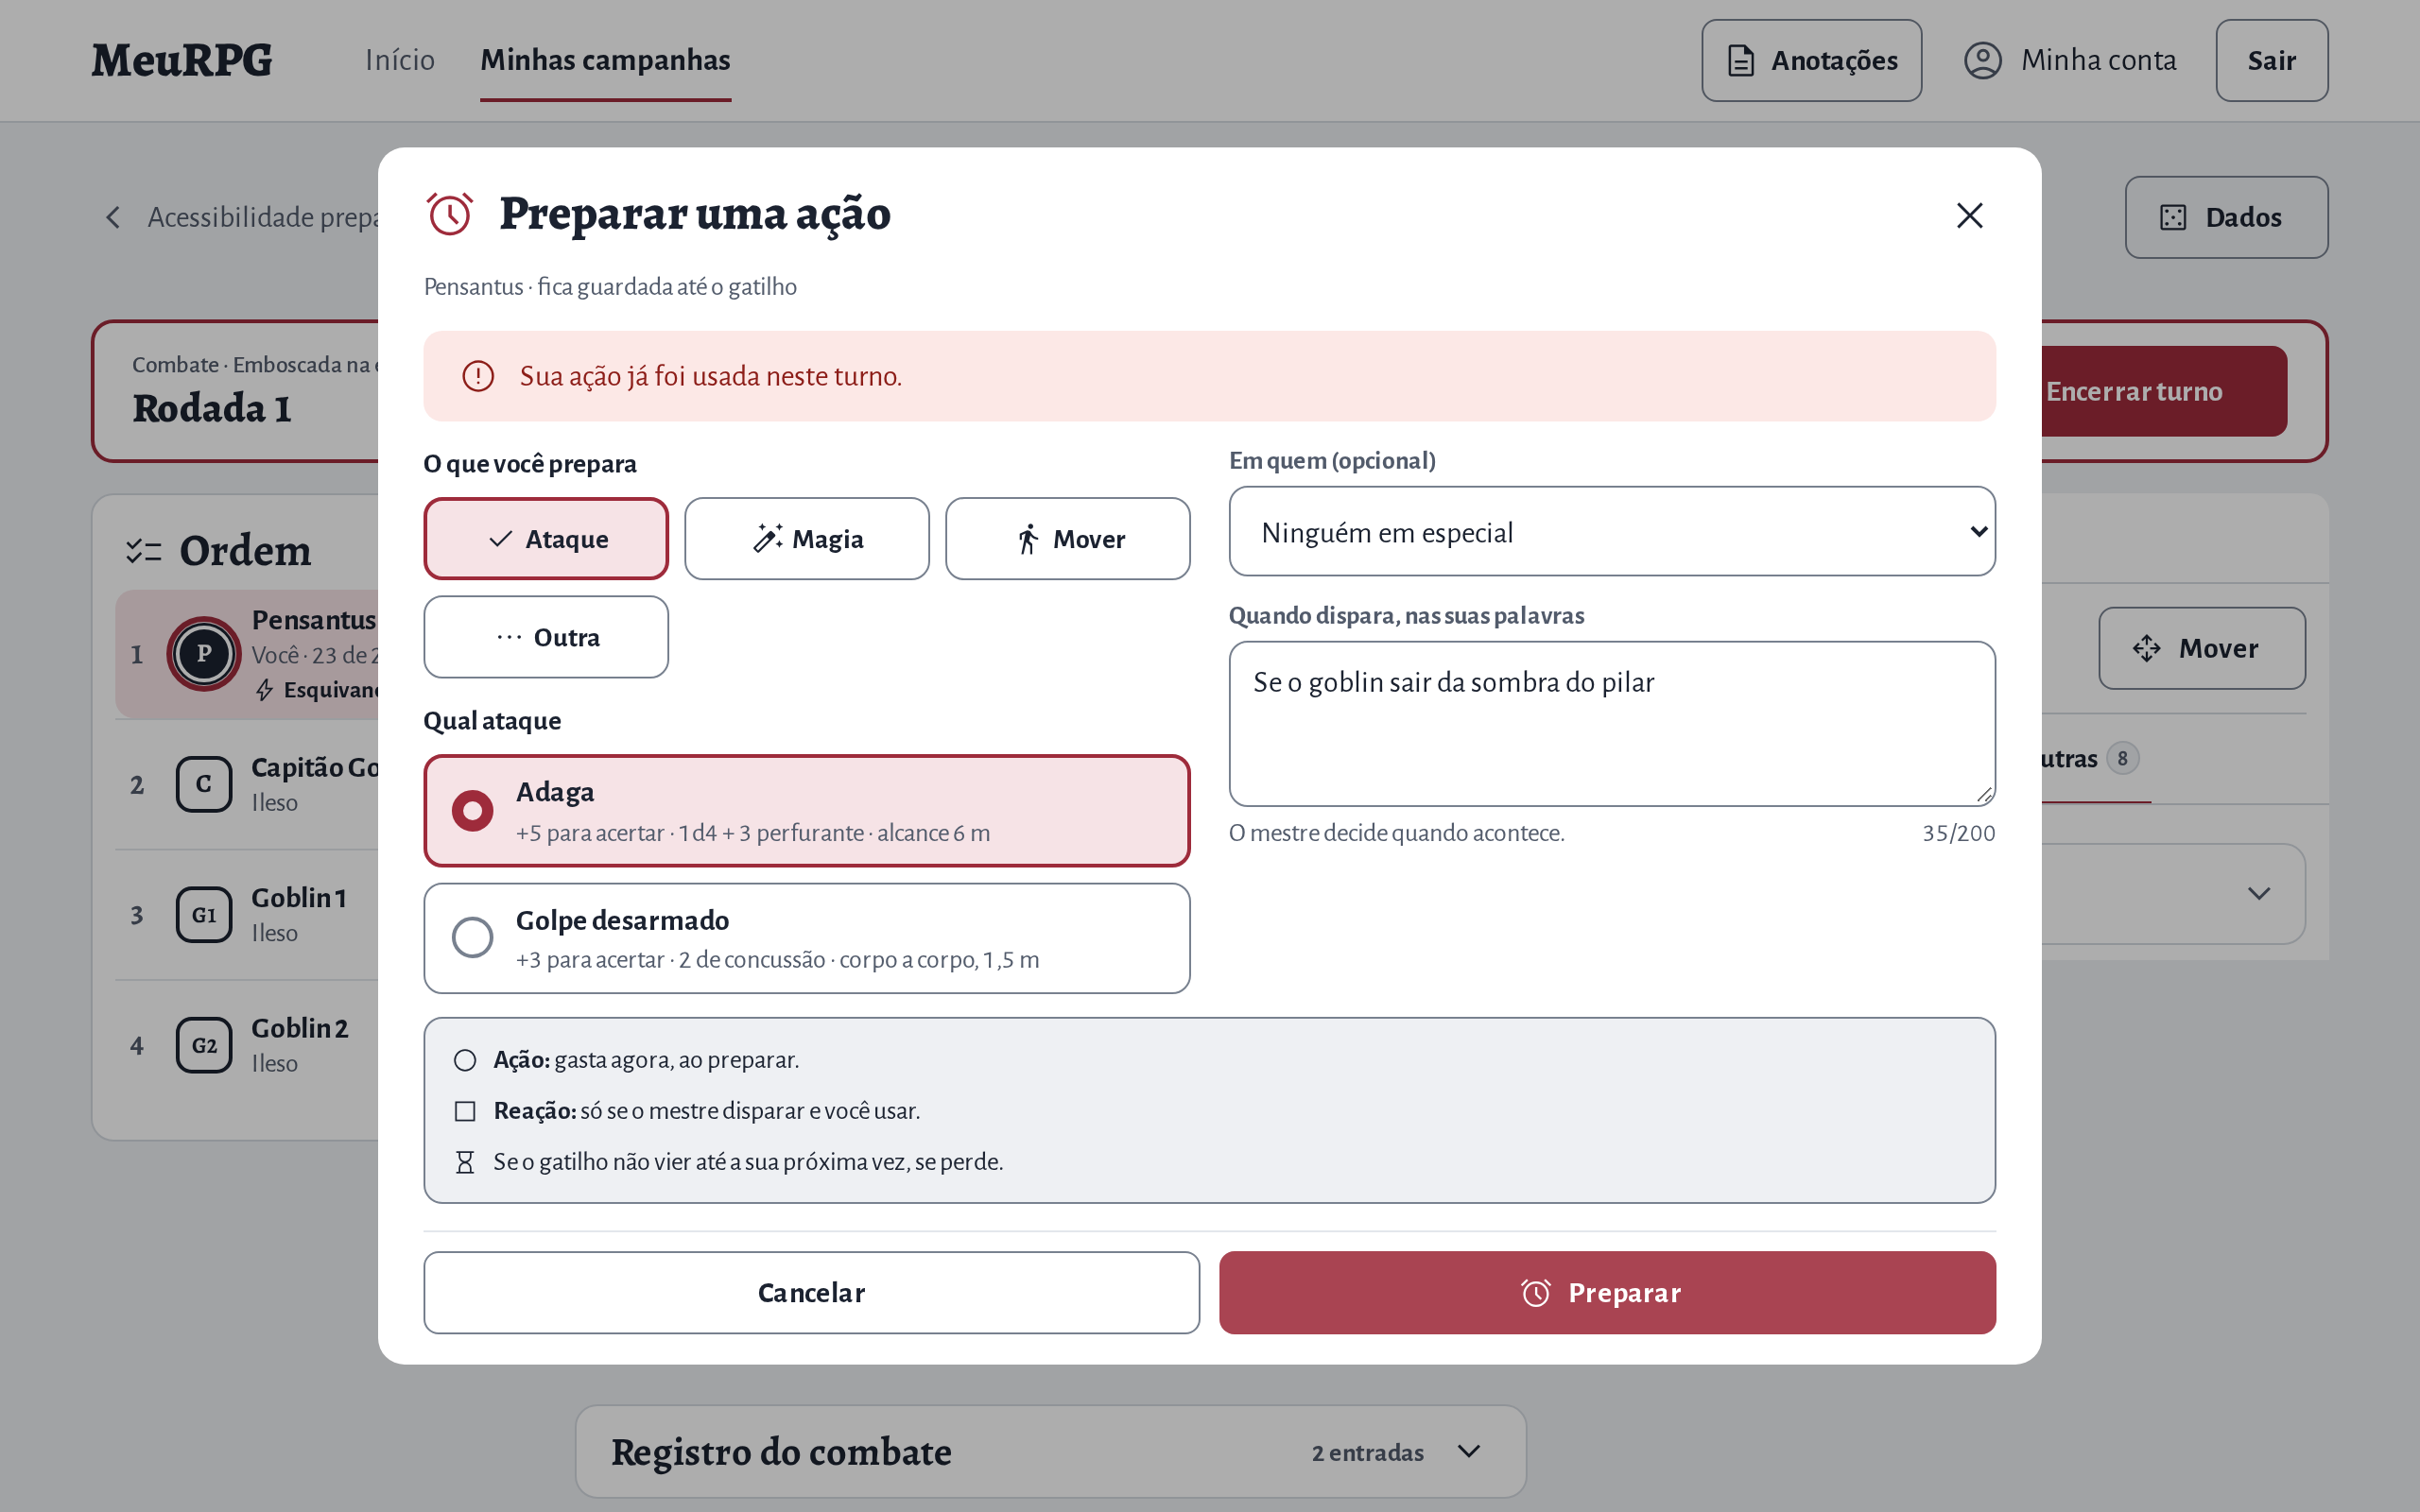 MeuRPG
Início
Minhas campanhas
Anotações
Minha conta
Sair
Acessibilidade prepa
Dados
Combate · Emboscada na
Rodada 1
Encerrar turno
Ordem
1
P
Pensantus
Você · 23 de 2
Esquivand
2
C
Capitão Go
Ileso
3
G1
Goblin 1
Ileso
4
G2
Goblin 2
Ileso
Mover
utras 8
Preparar uma ação
Pensantus · fica guardada até o gatilho
Sua ação já foi usada neste turno.
O que você prepara
Ataque
Magia
Mover
Outra
Qual ataque
Adaga
+5 para acertar · 1d4 + 3 perfurante · alcance 6 m
Golpe desarmado
+3 para acertar · 2 de concussão · corpo a corpo, 1,5 m
Em quem (opcional)
Ninguém em especial
Quando dispara, nas suas palavras
Se o goblin sair da sombra do pilar
O mestre decide quando acontece.
35/200
Ação: gasta agora, ao preparar.
Reação: só se o mestre disparar e você usar.
Se o gatilho não vier até a sua próxima vez, se perde.
Cancelar
Preparar
Registro do combate
2 entradas